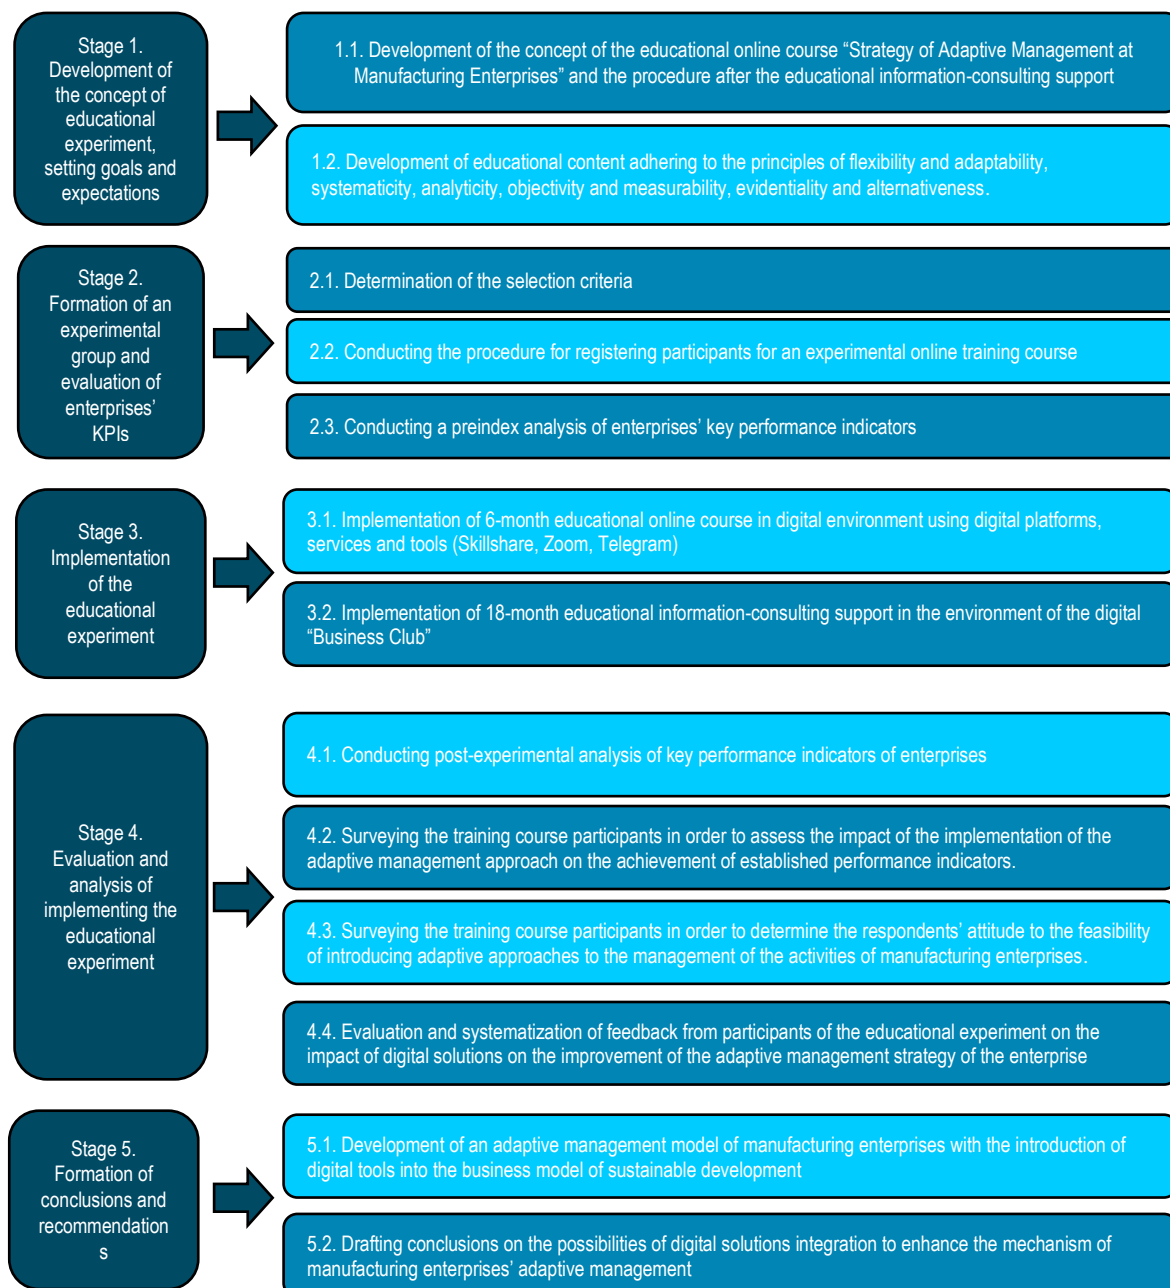 Stage 1.
Development of
the concept of
educational
experiment,
setting goals and
expectations
1.1. Development of the concept of the educational online course “Strategy of Adaptive Management at
Manufacturing Enterprises” and the procedure after the educational information-consulting support
1.2. Development of educational content adhering to the principles of flexibility and adaptability,
systematicity, analyticity, objectivity and measurability, evidentiality and alternativeness.
Stage 2.
Formation of an
experimental
group and
evaluation of
enterprises’
KPIs
2.1. Determination of the selection criteria
2.2. Conducting the procedure for registering participants for an experimental online training course
2.3. Conducting a preindex analysis of enterprises’ key performance indicators
Stage 3.
Implementation
of the
educational
experiment
3.1. Implementation of 6-month educational online course in digital environment using digital platforms,
services and tools (Skillshare, Zoom, Telegram)
3.2. Implementation of 18-month educational information-consulting support in the environment of the digital
“Business Club”
Stage 4.
Evaluation and
analysis of
implementing the
educational
experiment
4.1. Conducting post-experimental analysis of key performance indicators of enterprises
4.2. Surveying the training course participants in order to assess the impact of the implementation of the
adaptive management approach on the achievement of established performance indicators.
4.3. Surveying the training course participants in order to determine the respondents’ attitude to the feasibility
of introducing adaptive approaches to the management of the activities of manufacturing enterprises.
4.4. Evaluation and systematization of feedback from participants of the educational experiment on the
impact of digital solutions on the improvement of the adaptive management strategy of the enterprise
Stage 5.
Formation of
conclusions and
recommendation
s
5.1. Development of an adaptive management model of manufacturing enterprises with the introduction of
digital tools into the business model of sustainable development
5.2. Drafting conclusions on the possibilities of digital solutions integration to enhance the mechanism of
manufacturing enterprises’ adaptive management